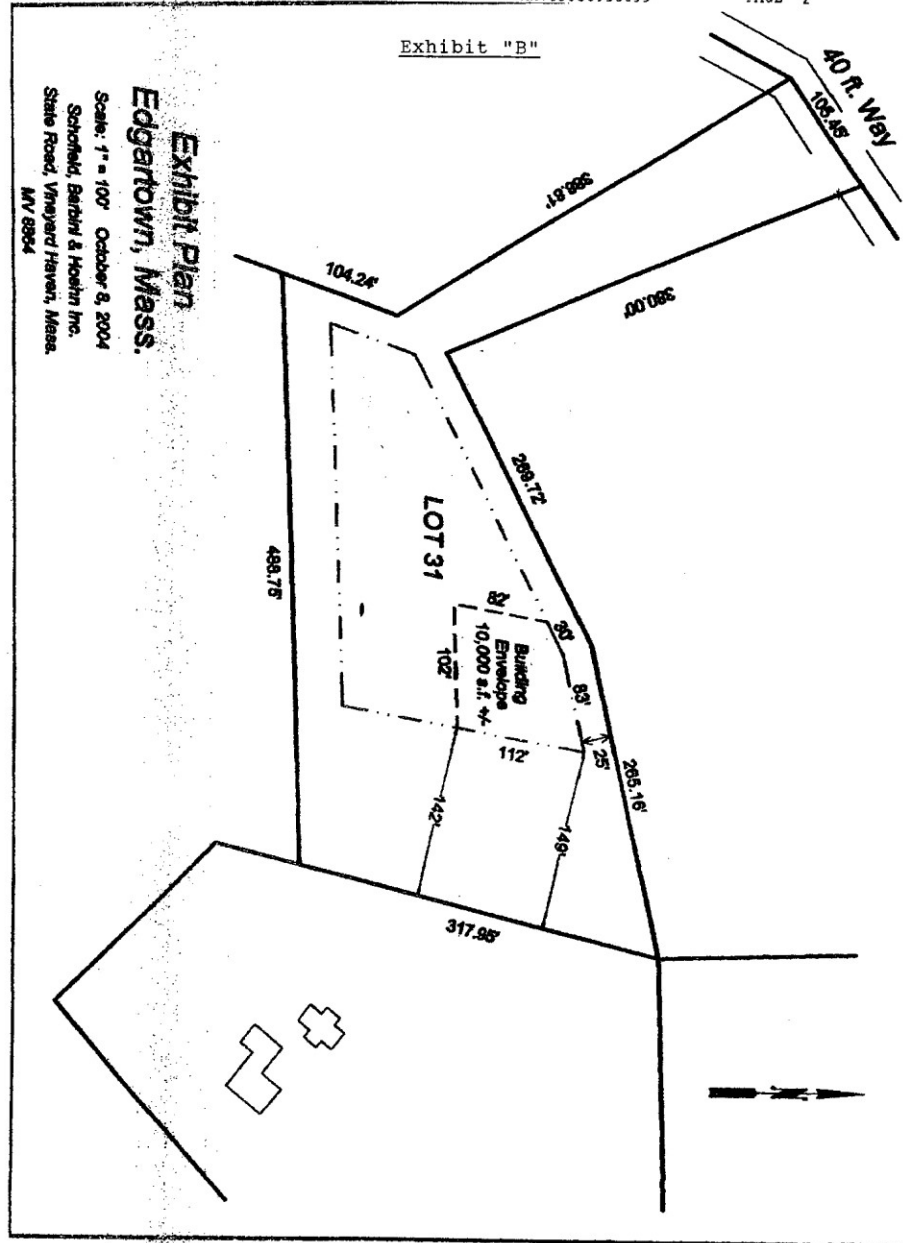 Exhibit "B"
40 ft. Way
105.45'
388.81'
380.00'
104.24'
269.72'
LOT 31
488.75'
82'
30'
Building
Envelope
10,000 s.f. +/-
102'
83'
25'
112'
265.16'
142'
149'
317.95'
N
Exhibit Plan
Edgartown, Mass.
Scale: 1" = 100' October 8, 2004
Schofield, Barbini & Hoehn Inc.
State Road, Vineyard Haven, Mass.
MV 8864